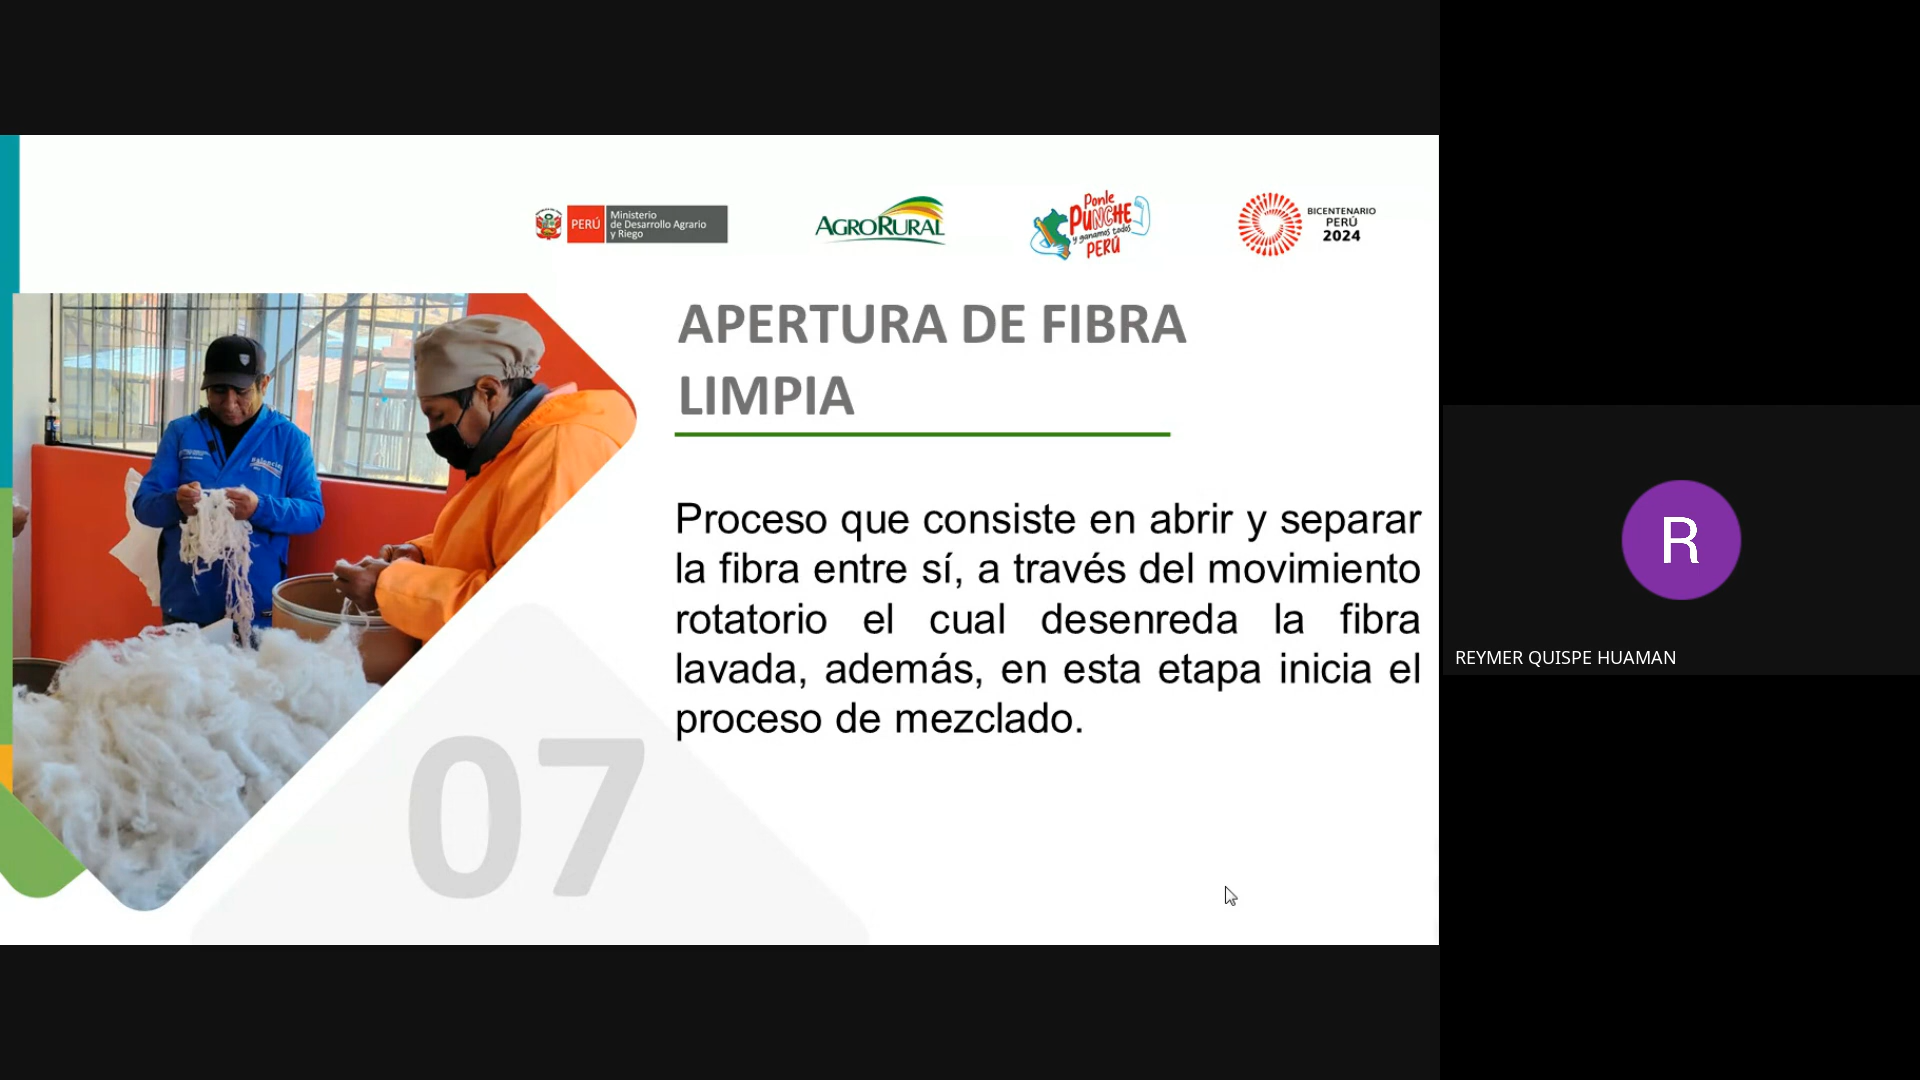 PERÚ
Ministerio
de Desarrollo Agrario
y Riego
AGRORURAL
Ponle
PUNCHE
y ganamos todos
PERÚ
BICENTENARIO
PERÚ
2024
APERTURA DE FIBRA
LIMPIA
Proceso que consiste en abrir y separar
la fibra entre sí, a través del movimiento
rotatorio el cual desenreda la fibra
lavada, además, en esta etapa inicia el
proceso de mezclado.
07
R
REYMER QUISPE HUAMAN